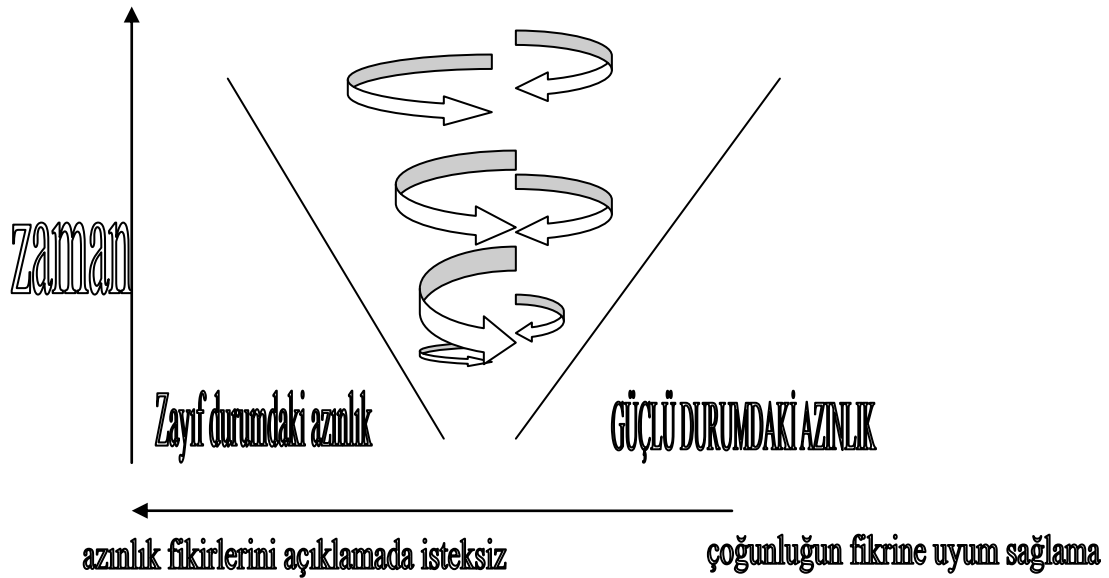 zaman
Zayıf durumdaki azınlık
GÜÇLÜ DURUMDAKİ AZINLIK
azınlık fikirlerini açıklamada isteksiz
çoğunluğun fikrine uyum sağlama